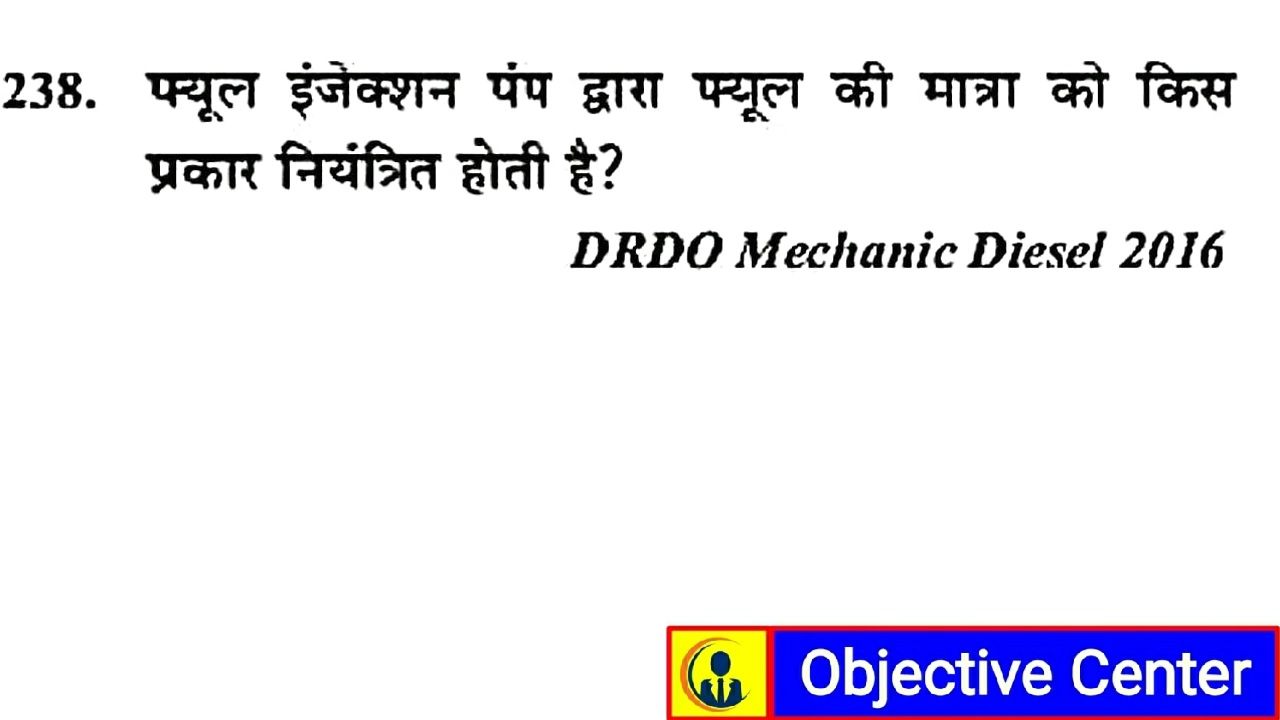 238. फ्यूल इंजेक्शन पंप द्वारा फ्यूल की मात्रा को किस
प्रकार नियंत्रित होती है?
DRDO Mechanic Diesel 2016
Objective Center